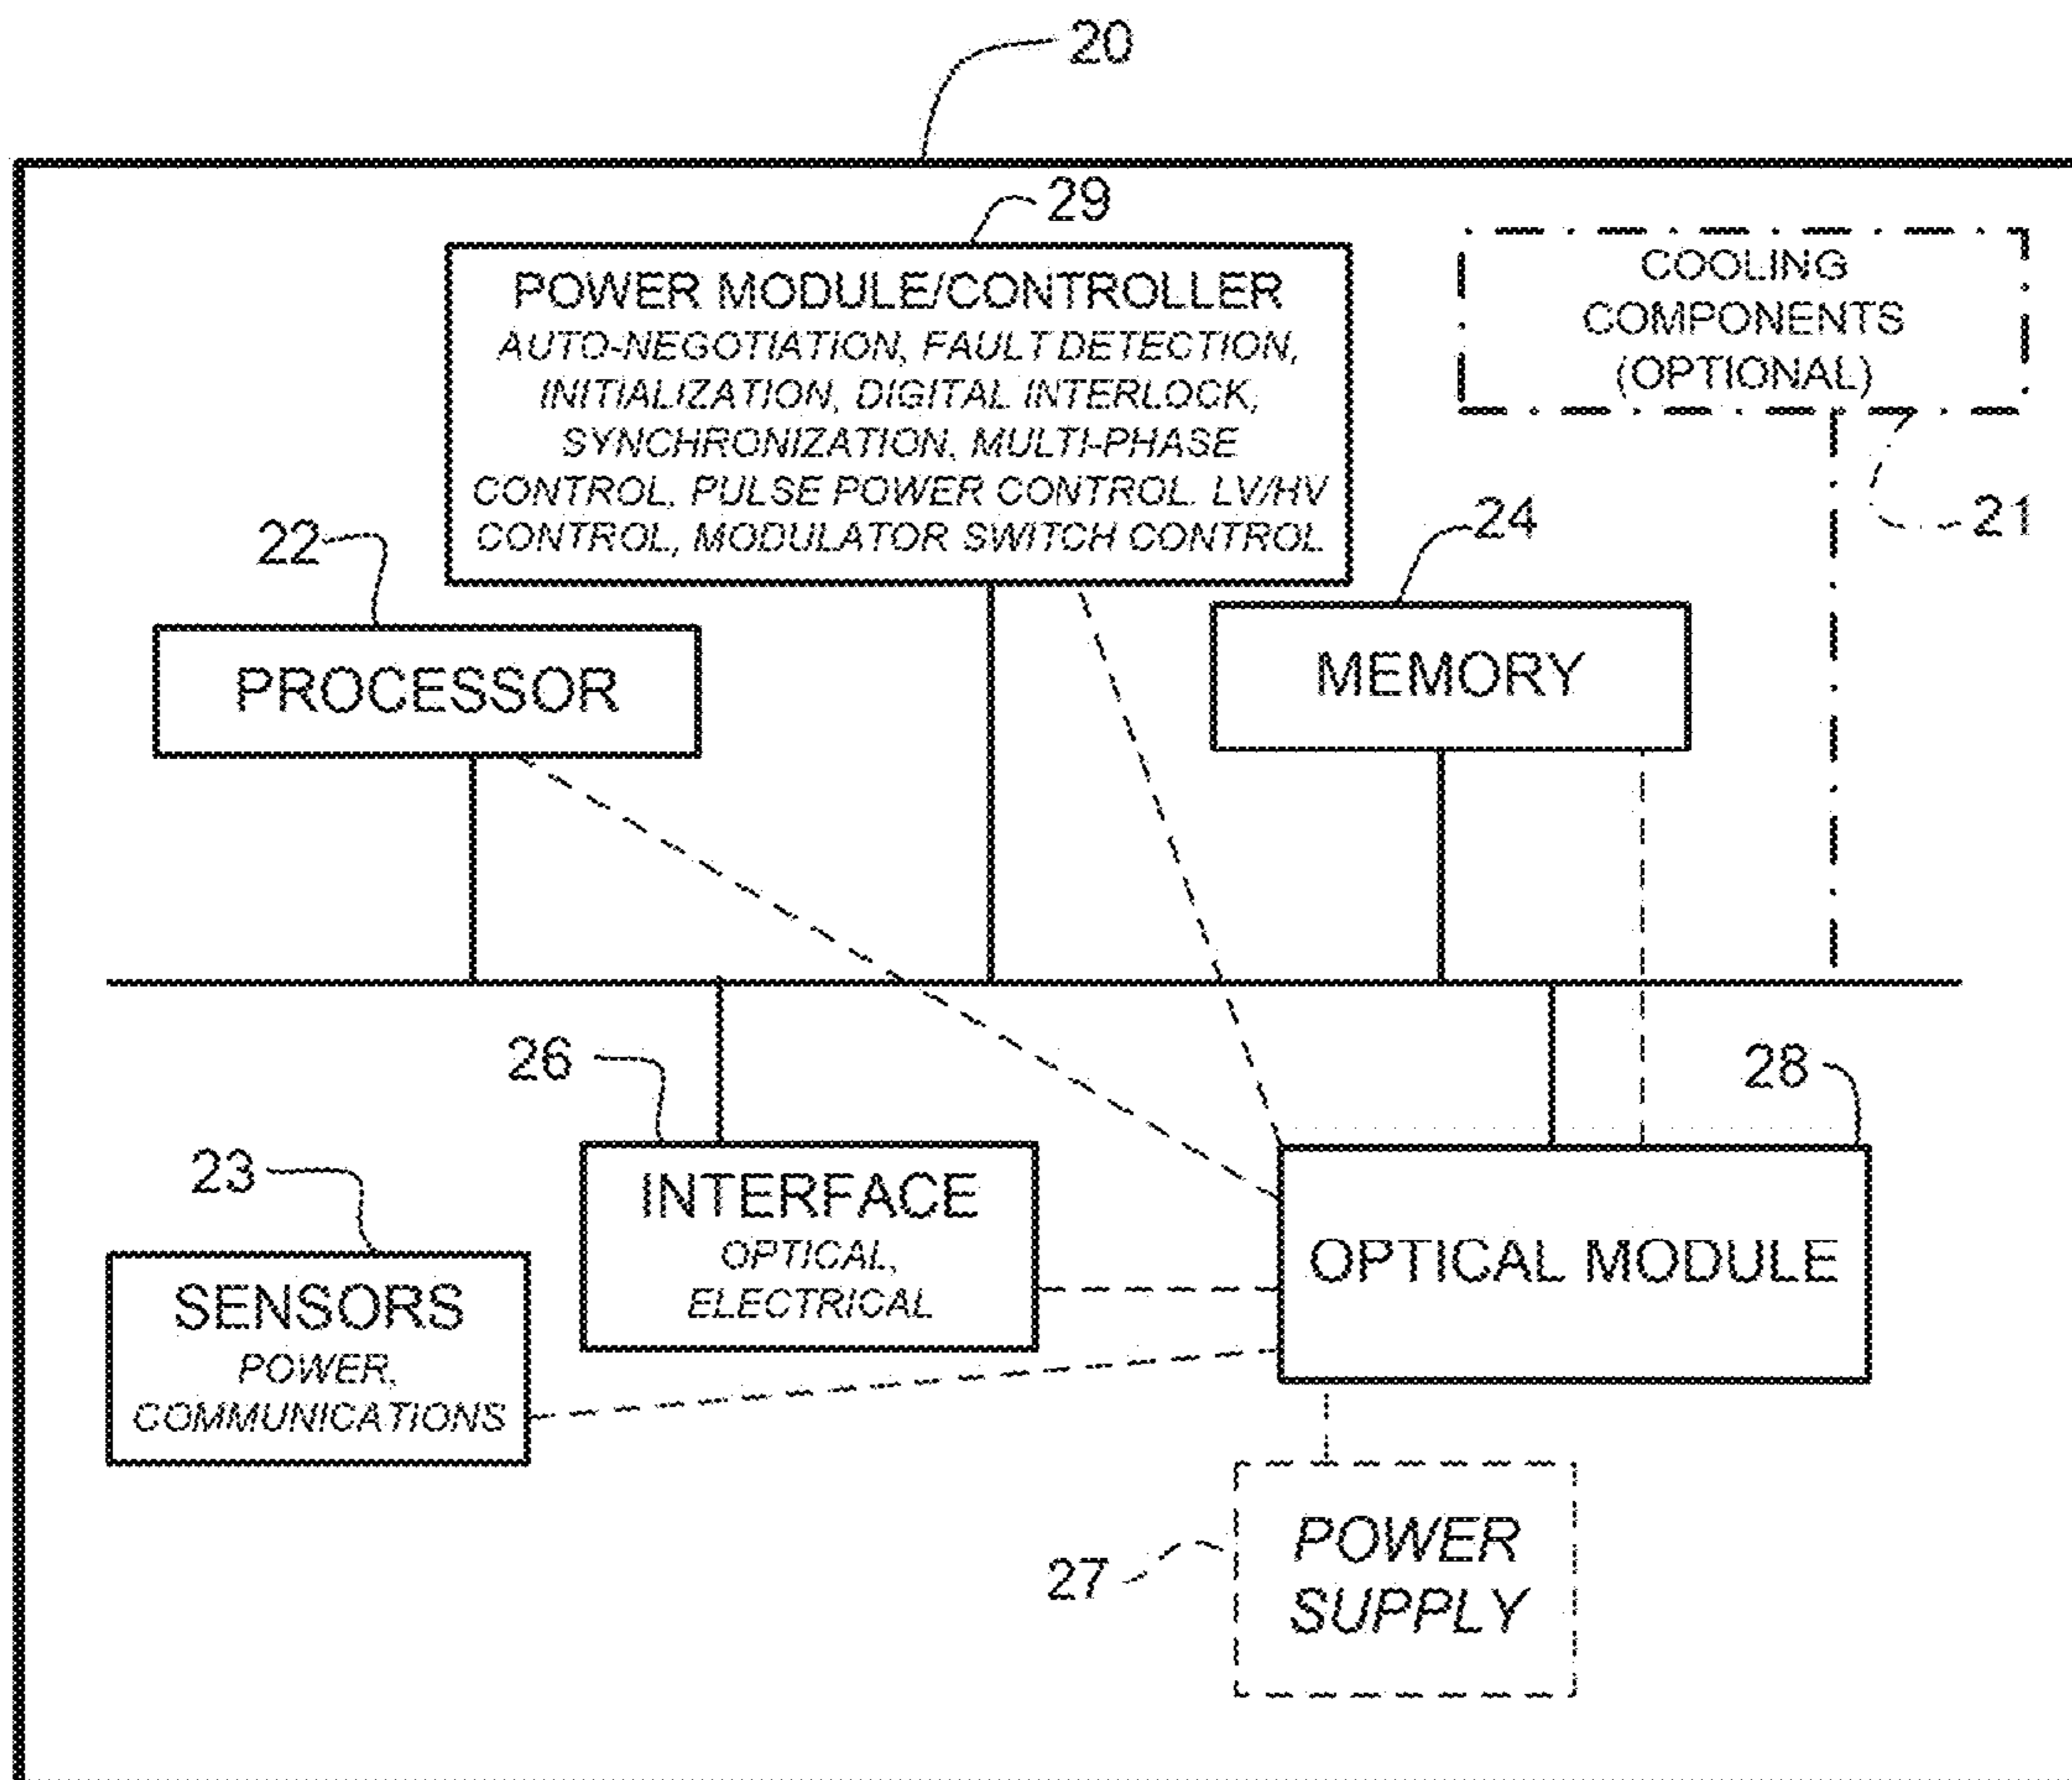 20
29
POWER MODULE/CONTROLLER
AUTO-NEGOTIATION, FAULT DETECTION,
INITIALIZATION, DIGITAL INTERLOCK,
SYNCHRONIZATION, MULTI-PHASE
CONTROL, PULSE POWER CONTROL. LV/HV
CONTROL, MODULATOR SWITCH CONTROL
COOLING
COMPONENTS
(OPTIONAL)
21
22
PROCESSOR
24
MEMORY
26
INTERFACE
OPTICAL,
ELECTRICAL
28
OPTICAL MODULE
23
SENSORS
POWER,
COMMUNICATIONS
27
POWER
SUPPLY